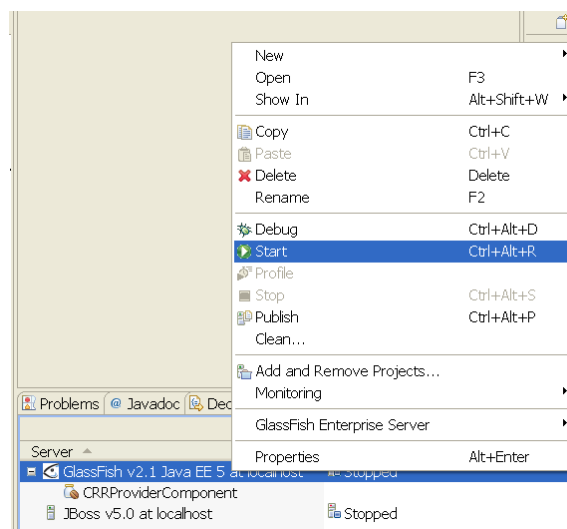 New
Open F3
Show In Alt+Shift+W
Copy Ctrl+C
Paste Ctrl+V
Delete Delete
Rename F2
Debug Ctrl+Alt+D
Start Ctrl+Alt+R
Profile
Stop Ctrl+Alt+S
Publish Ctrl+Alt+P
Clean...
Add and Remove Projects...
Monitoring
GlassFish Enterprise Server
Properties Alt+Enter
Problems @ Javadoc Dec
Server
GlassFish v2.1 Java EE 5 at localhost Stopped
CRRProviderComponent
JBoss v5.0 at localhost Stopped